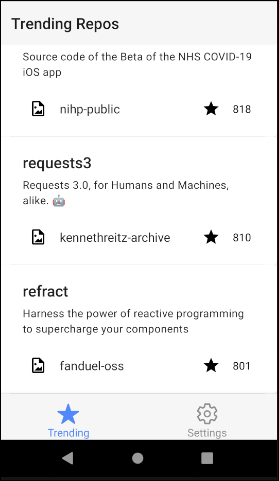 Trending Repos
Source code of the Beta of the NHS COVID-19
iOS app
nihp-public
818
requests3
Requests 3.0, for Humans and Machines,
alike. 🤖
kennethreitz-archive
810
refract
Harness the power of reactive programming
to supercharge your components
fanduel-oss
801
Trending
Settings